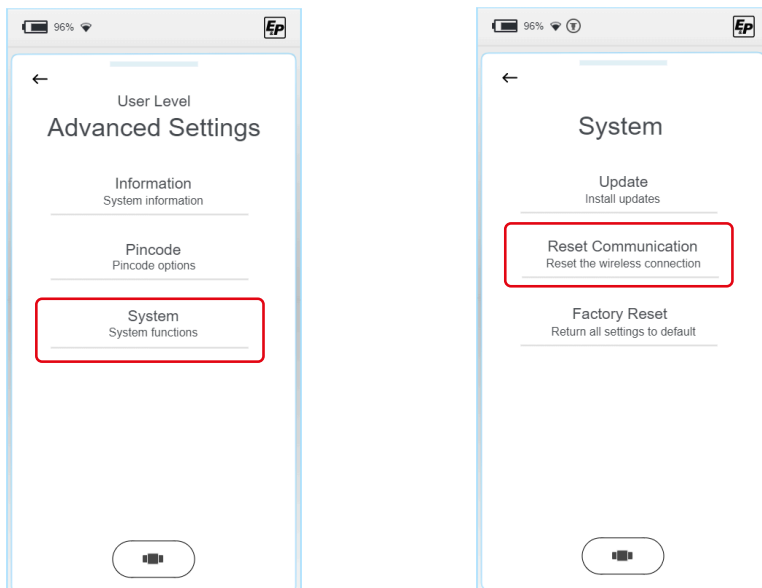 96%
EP
User Level
Advanced Settings
Information
System information
Pincode
Pincode options
System
System functions
96% T
EP
System
Update
Install updates
Reset Communication
Reset the wireless connection
Factory Reset
Return all settings to default